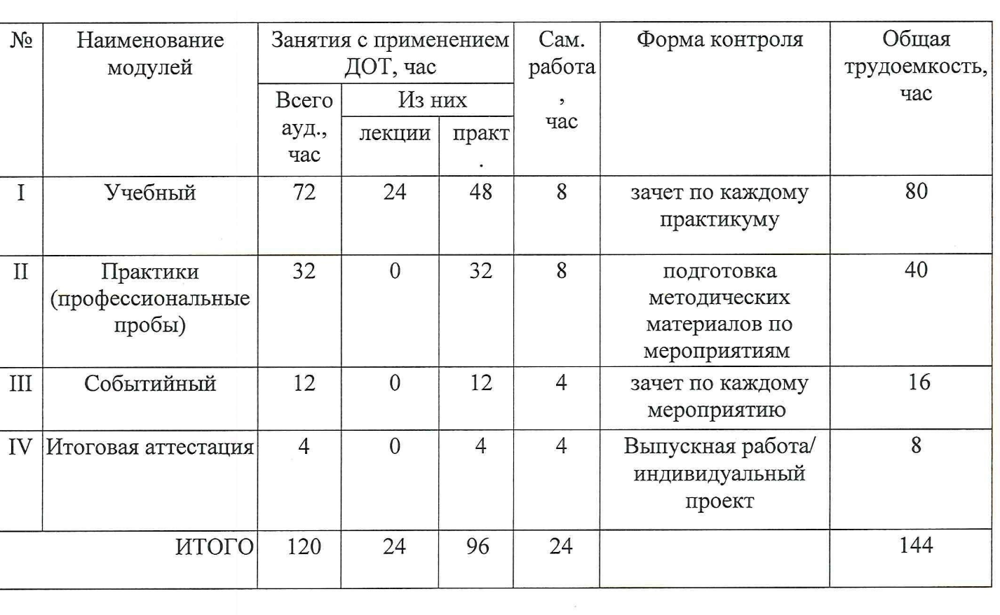 №
Наименование
модулей
Занятия с применением
ДОТ, час
Сам.
работа
,
час
Форма контроля
Общая
трудоемкость,
час
Всего
ауд.,
час
Из них
лекции
практ
.
I
Учебный
72
24
48
8
зачет по каждому
практикуму
80
II
Практики
(профессиональные
пробы)
32
0
32
8
подготовка
методических
материалов по
мероприятиям
40
III
Событийный
12
0
12
4
зачет по каждому
мероприятию
16
IV
Итоговая аттестация
4
0
4
4
Выпускная работа/
индивидуальный
проект
8
ИТОГО
120
24
96
24
144